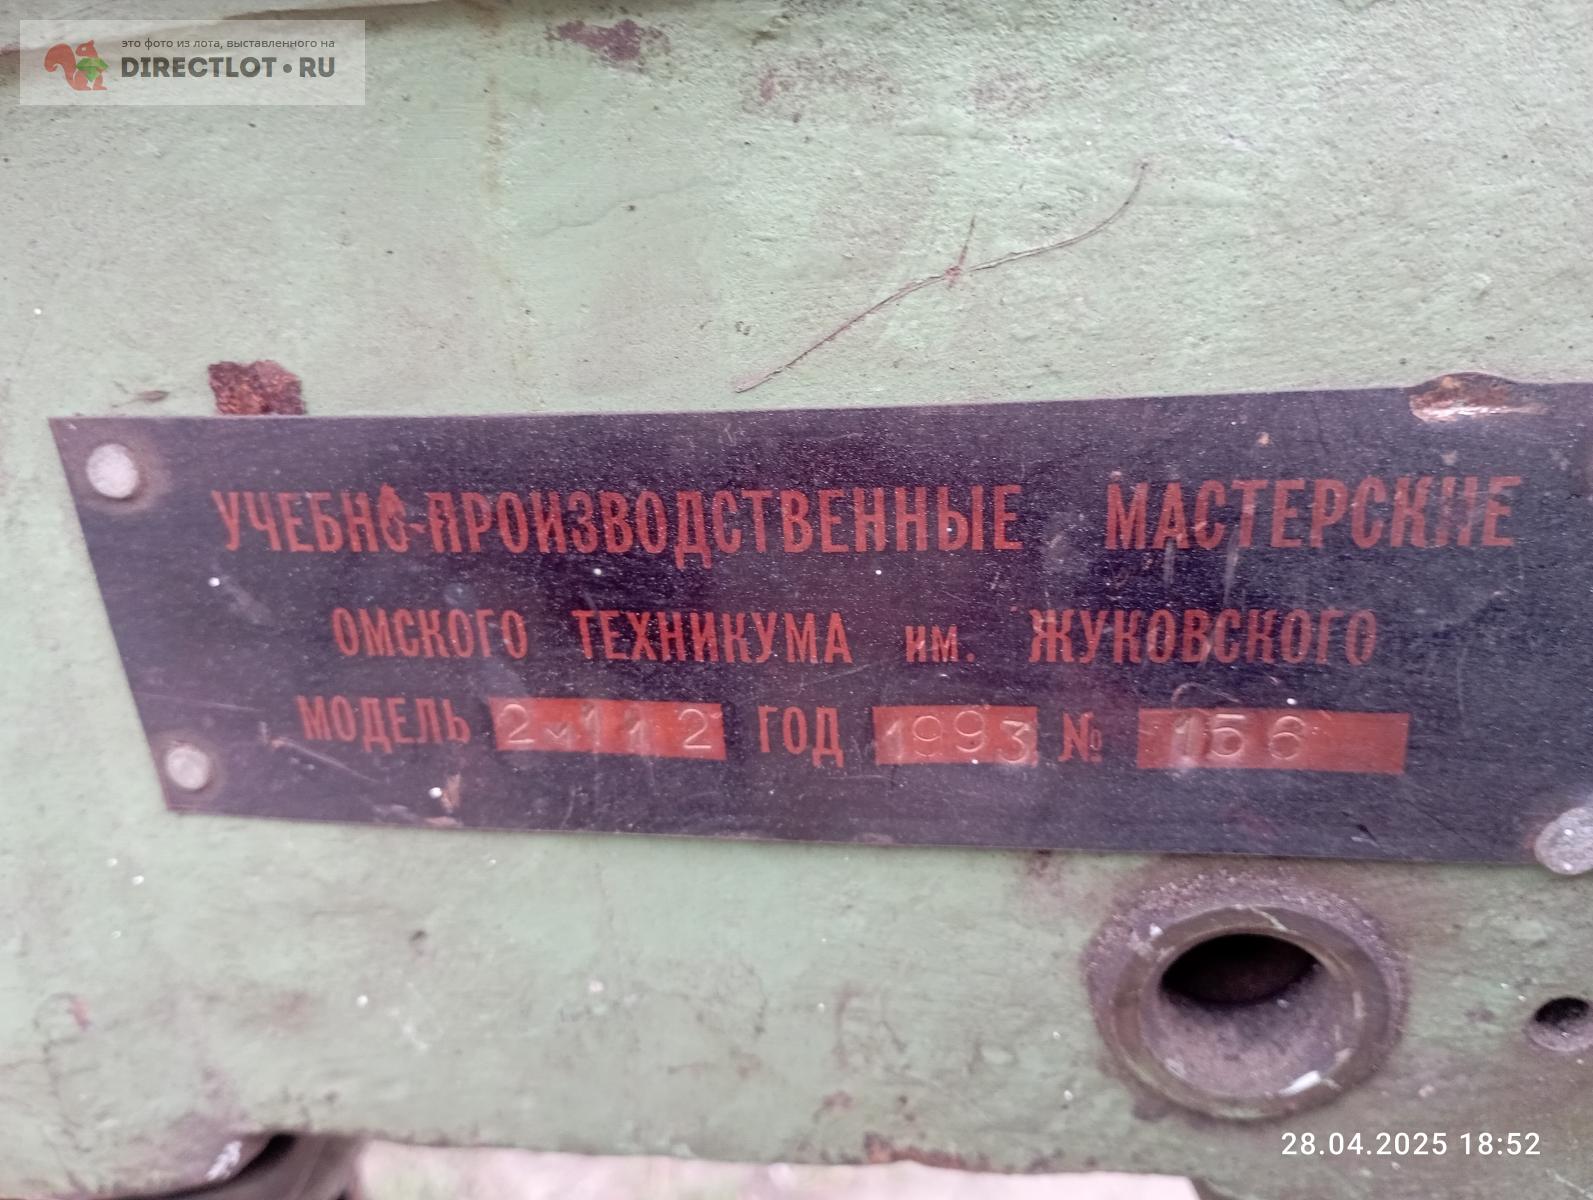 это фото из лота, выставленного на
DIRECTLOT.RU
УЧЕБНО-ПРОИЗВОДСТВЕННЫЕ МАСТЕРСКИЕ
ОМСКОГО ТЕХНИКУМА им. ЖУКОВСКОГО
МОДЕЛЬ 2м112 ГОД 1993 № 156
28.04.2025 18:52